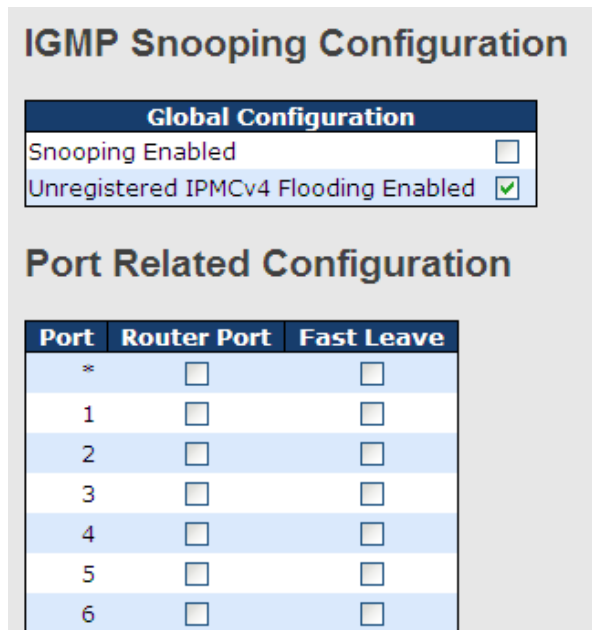 IGMP Snooping Configuration
Global Configuration
Snooping Enabled
Unregistered IPMCv4 Flooding Enabled
Port Related Configuration
Port Router Port Fast Leave
*
1
2
3
4
5
6